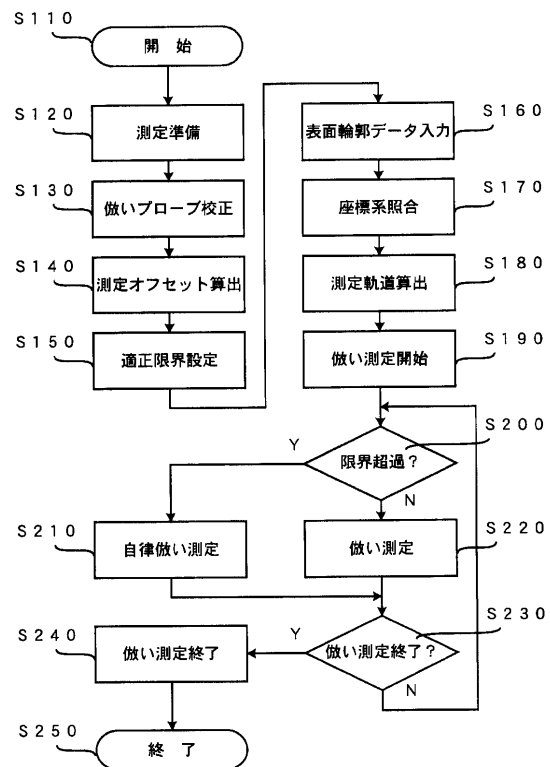 S110
開 始
S120
測定準備
S130
倣いプローブ校正
S140
測定オフセット算出
S150
適正限界設定
S160
表面輪郭データ入力
S170
座標系照合
S180
測定軌道算出
S190
倣い測定開始
S200
限界超過?
Y
N
S210
自律倣い測定
S220
倣い測定
S230
倣い測定終了?
Y
N
S240
倣い測定終了
S250
終 了